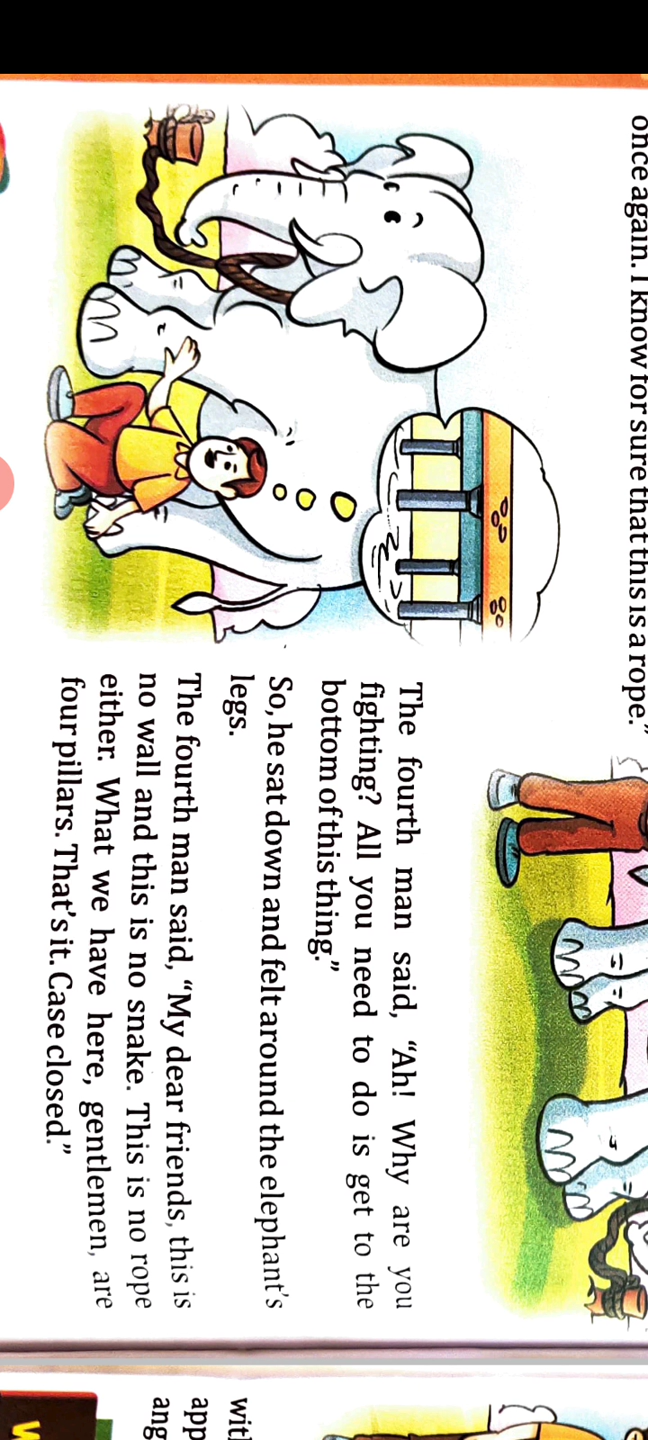 once again. I know for sure that this is a rope."
The fourth man said, “Ah! Why are you
fighting? All you need to do is get to the
bottom of this thing.”
So, he sat down and felt around the elephant’s
legs.
The fourth man said, “My dear friends, this is
no wall and this is no snake. This is no rope
either. What we have here, gentlemen, are
four pillars. That’s it. Case closed.”